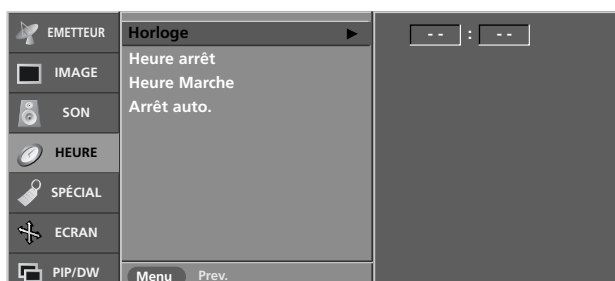 EMETTEUR
IMAGE
SON
HEURE
SPÉCIAL
ECRAN
PIP/DW
Horloge ►
Heure arrêt
Heure Marche
Arrêt auto.
Menu Prev.
- - : - -